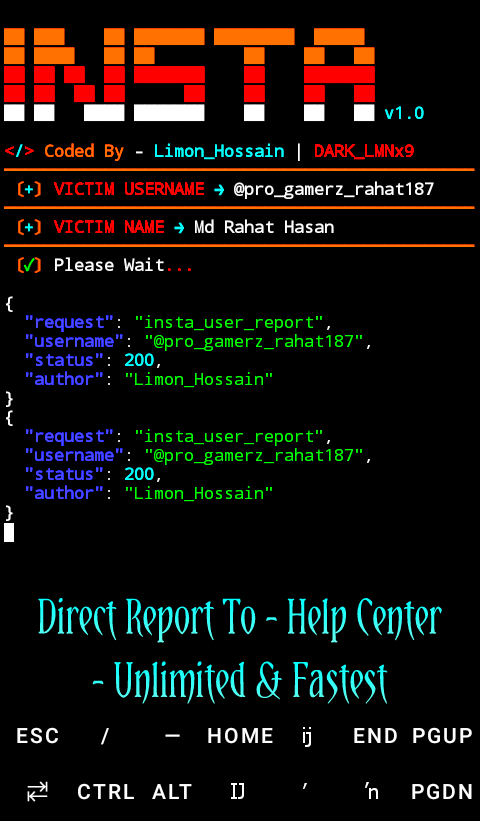 INSTA v1.0
</> Coded By - Limon_Hossain | DARK_LMNx9
[+] VICTIM USERNAME → @pro_gamerz_rahat187
[+] VICTIM NAME → Md Rahat Hasan
[✓] Please Wait...
{
"request": "insta_user_report",
"username": "@pro_gamerz_rahat187",
"status": 200,
"author": "Limon_Hossain"
}
{
"request": "insta_user_report",
"username": "@pro_gamerz_rahat187",
"status": 200,
"author": "Limon_Hossain"
}
Direct Report To - Help Center
- Unlimited & Fastest
ESC / — HOME ij END PGUP
⇄ CTRL ALT IJ ′ ŉ PGDN